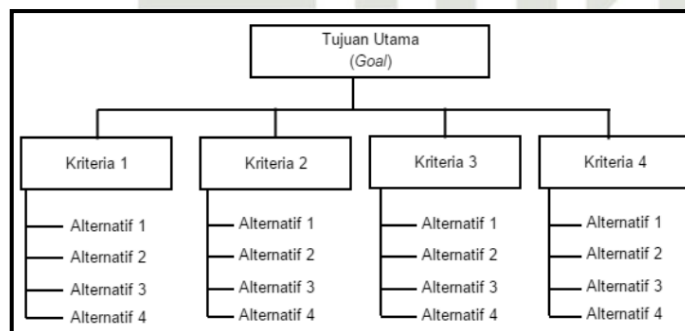 Tujuan Utama
(Goal)
Kriteria 1
Kriteria 2
Kriteria 3
Kriteria 4
Alternatif 1
Alternatif 2
Alternatif 3
Alternatif 4
Alternatif 1
Alternatif 2
Alternatif 3
Alternatif 4
Alternatif 1
Alternatif 2
Alternatif 3
Alternatif 4
Alternatif 1
Alternatif 2
Alternatif 3
Alternatif 4